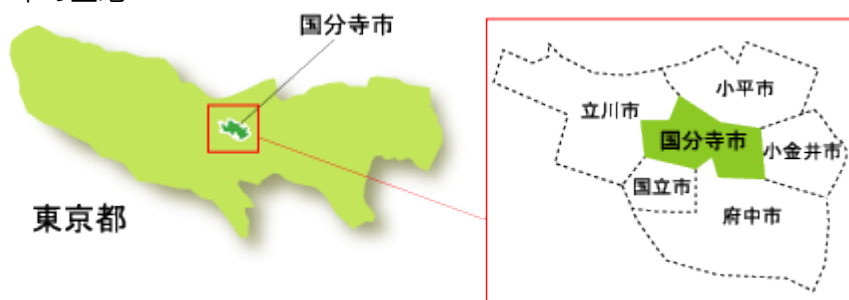 国分寺市
東京都
小平市
立川市
国分寺市
小金井市
国立市
府中市